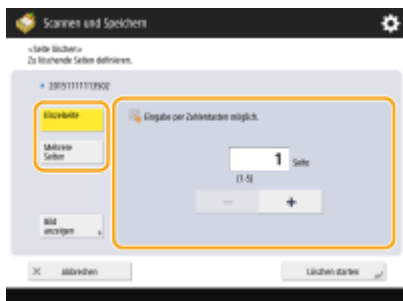 Scannen und Speichern
<Seite löschen>
Zu löschende Seiten definieren.
20151111113502
Einzelseite
Eingabe per Zahlentasten möglich.
Mehrere
Seiten
1 Seite
(1-5)
− +
Bild
anzeigen
× Abbrechen
Löschen starten